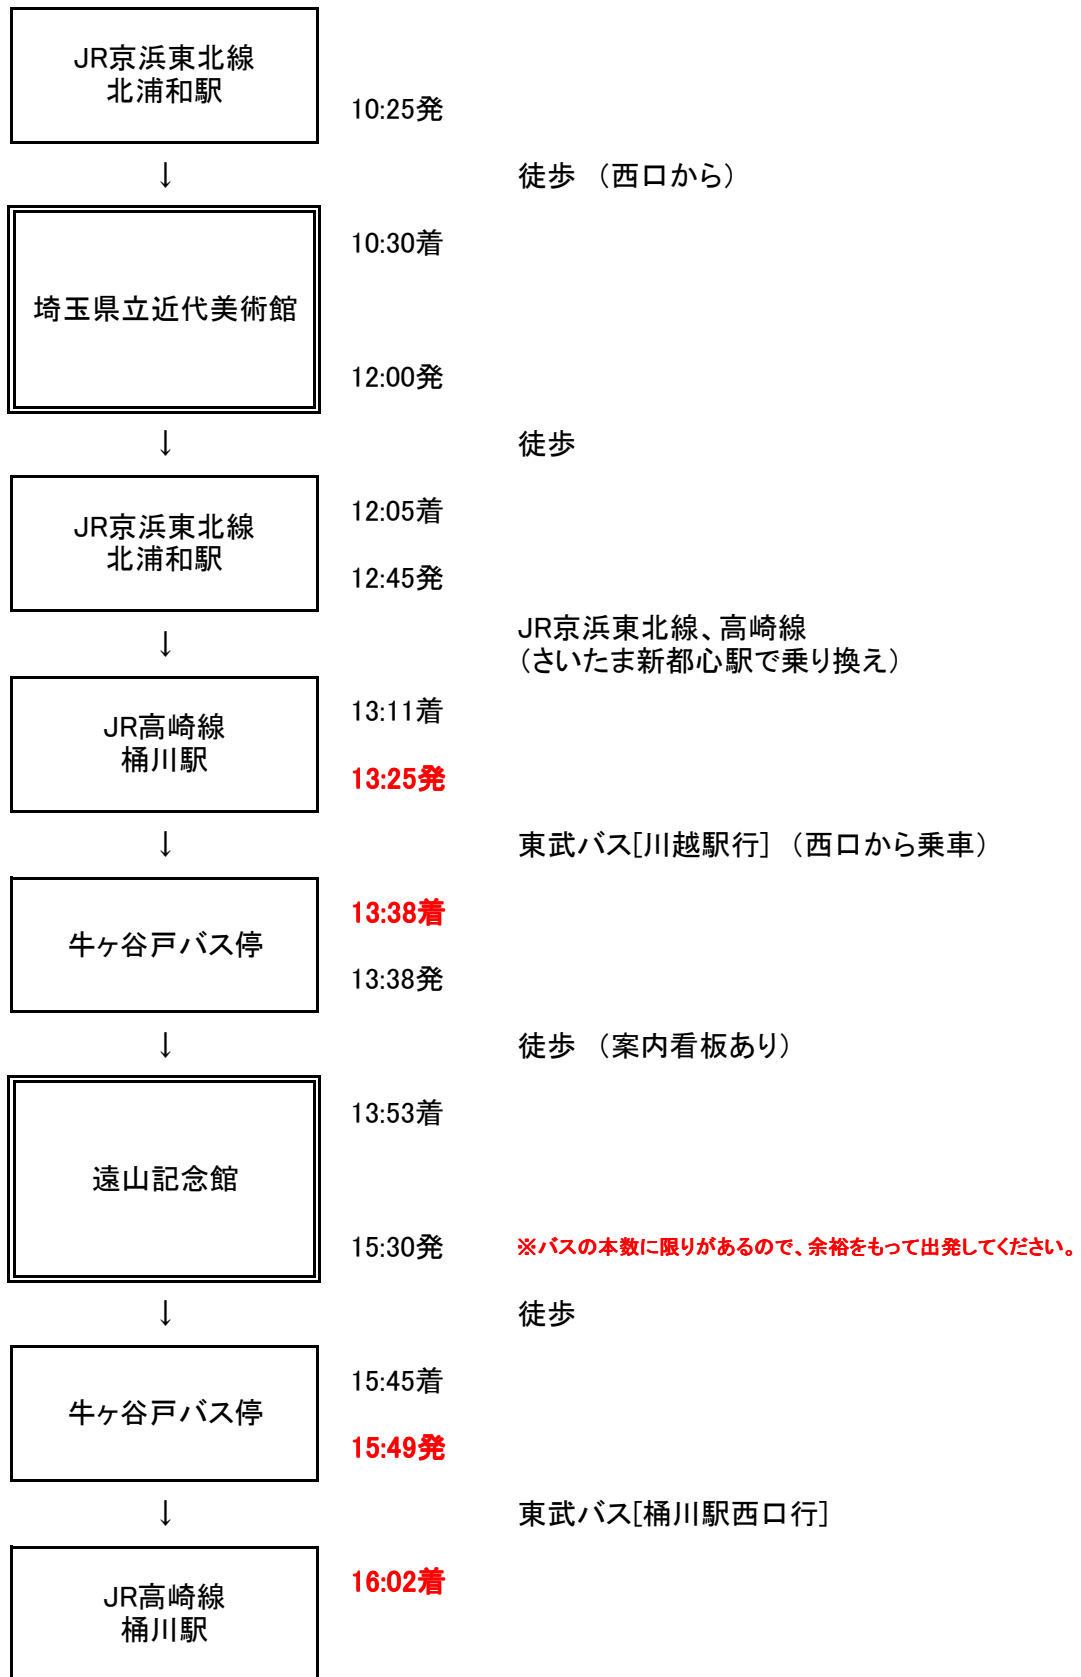 JR京浜東北線
北浦和駅
10:25発
↓
徒歩 （西口から）
10:30着
埼玉県立近代美術館
12:00発
↓
徒歩
JR京浜東北線
北浦和駅
12:05着
12:45発
↓
JR京浜東北線、高崎線
（さいたま新都心駅で乗り換え）
JR高崎線
桶川駅
13:11着
13:25発
↓
東武バス[川越駅行] （西口から乗車）
牛ヶ谷戸バス停
13:38着
13:38発
↓
徒歩 （案内看板あり）
13:53着
遠山記念館
15:30発
※バスの本数に限りがあるので、余裕をもって出発してください。
↓
徒歩
牛ヶ谷戸バス停
15:45着
15:49発
↓
東武バス[桶川駅西口行]
JR高崎線
桶川駅
16:02着